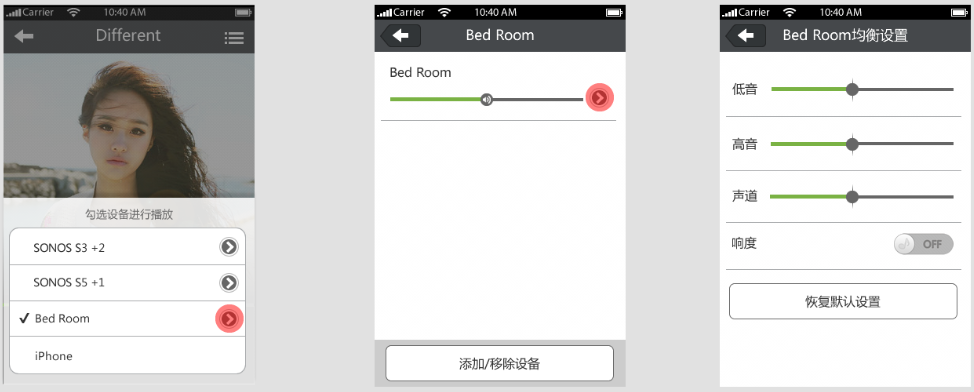 Carrier 10:40 AM
Different
勾选设备进行播放
SONOS S3 +2
SONOS S5 +1
Bed Room
iPhone
Carrier 10:40 AM
Bed Room
Bed Room
添加/移除设备
Carrier 10:40 AM
Bed Room均衡设置
低音
高音
声道
响度 OFF
恢复默认设置